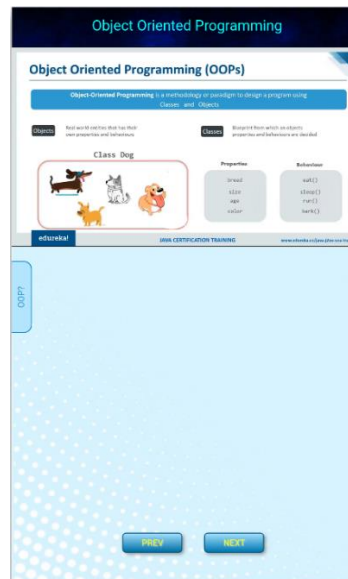 Object Oriented Programming
Object Oriented Programming (OOPs)
Object-Oriented Programming is a methodology or paradigm to design a program using
Classes and Objects
Objects
Real world entities that has their
own properties and behaviours
Classes
Blueprint from which an objects
properties and behaviours are decided
Class Dog
Properties
Behaviour
breed
size
age
color
eat()
sleep()
run()
bark()
edureka!
JAVA CERTIFICATION TRAINING
OOP?
PREV
NEXT